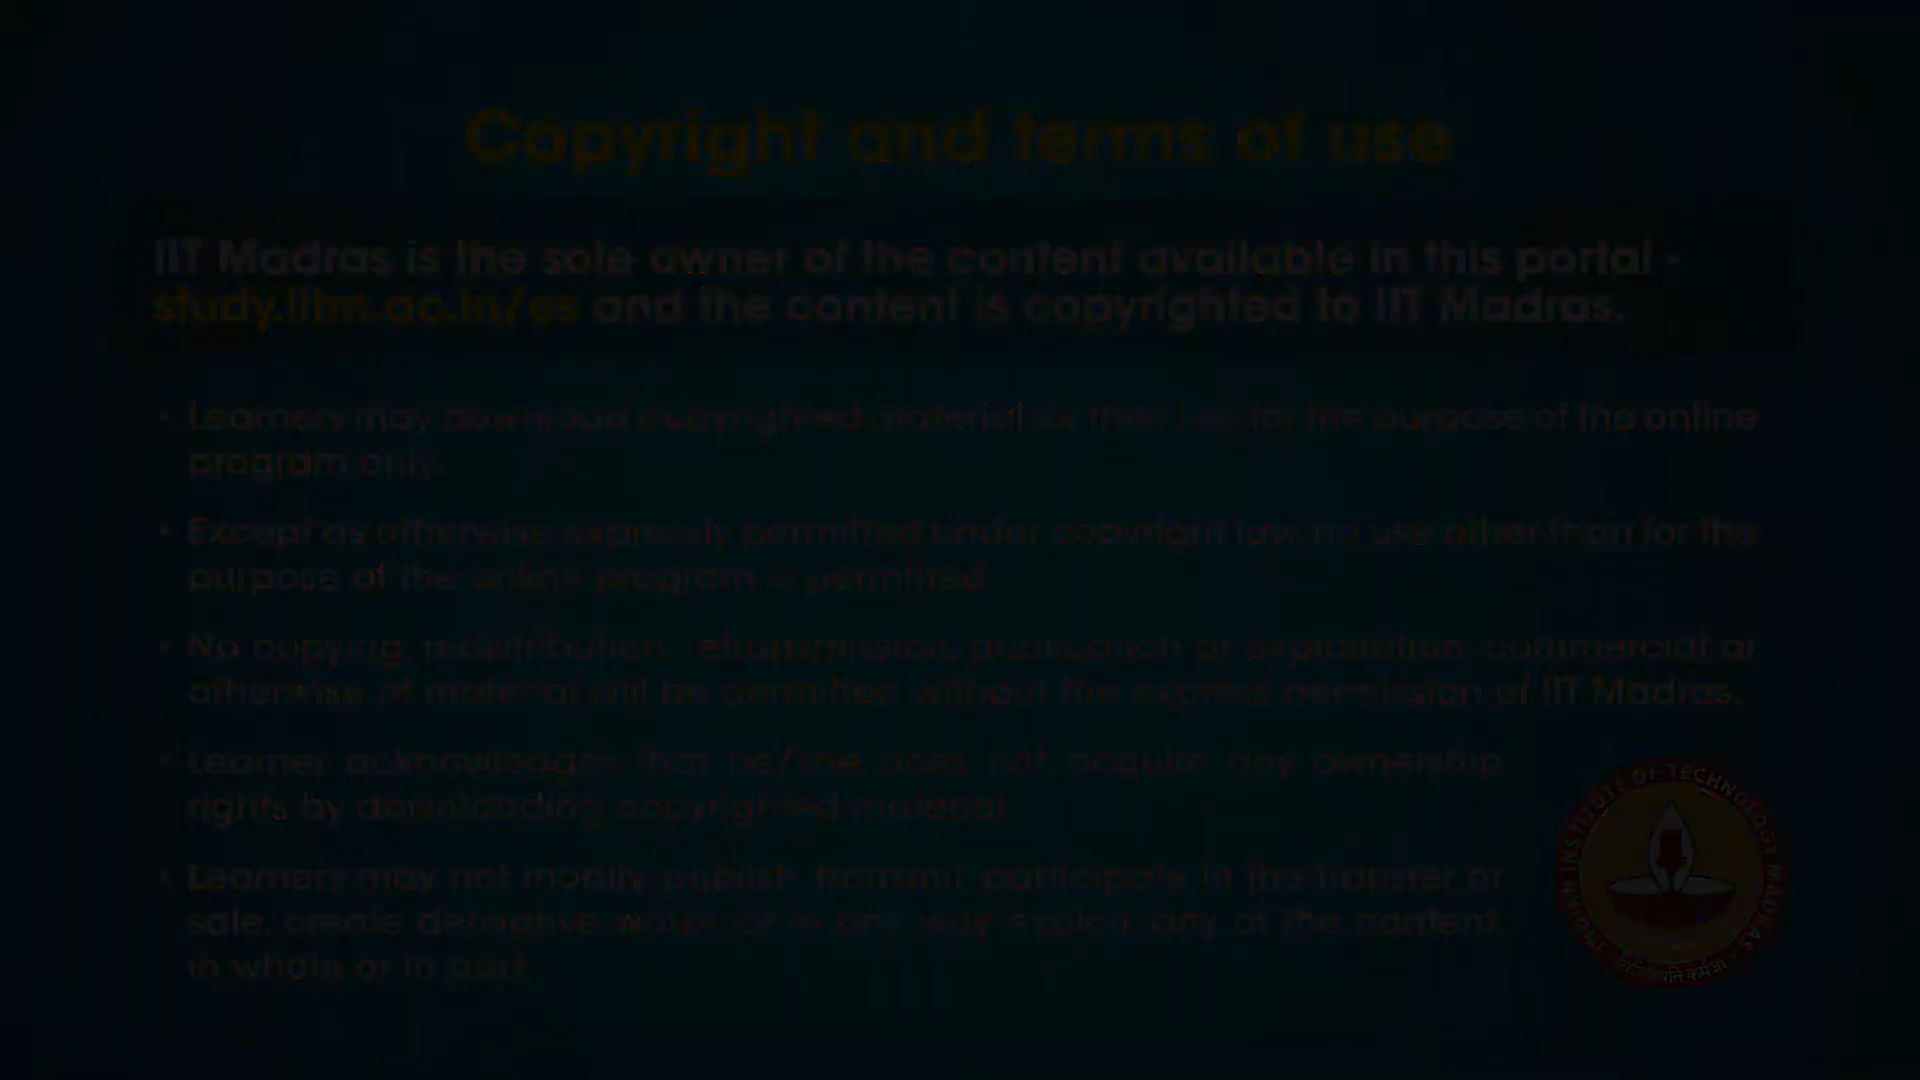 Copyright and terms of use
IIT Madras is the sole owner of the content available in this portal -
study.iitm.ac.in/es and the content is copyrighted to IIT Madras.
• Learners may download copyrighted material for their use for the purpose of the online
program only.
• Except as otherwise expressly permitted under copyright law, no use other than for the
purpose of the online program is permitted.
• No copying, redistribution, retransmission, publication or exploitation, commercial or
otherwise of material will be permitted without the express permission of IIT Madras.
• Learner acknowledges that he/she does not acquire any ownership
rights by downloading copyrighted material.
• Learners may not modify, publish, transmit, participate in the transfer or
sale, create derivative works, or in any way exploit, any of the content,
in whole or in part.
INDIAN INSTITUTE OF TECHNOLOGY MADRAS